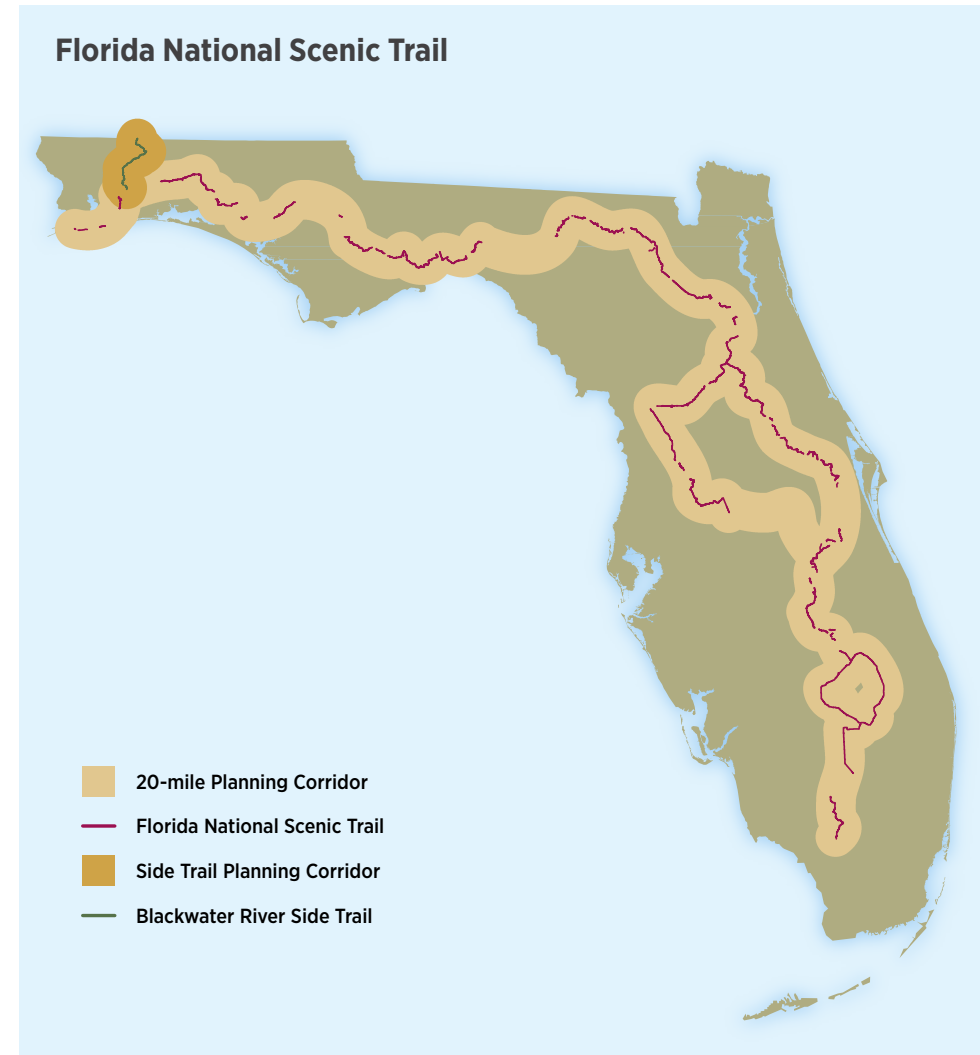 Florida National Scenic Trail
20-mile Planning Corridor
Florida National Scenic Trail
Side Trail Planning Corridor
Blackwater River Side Trail